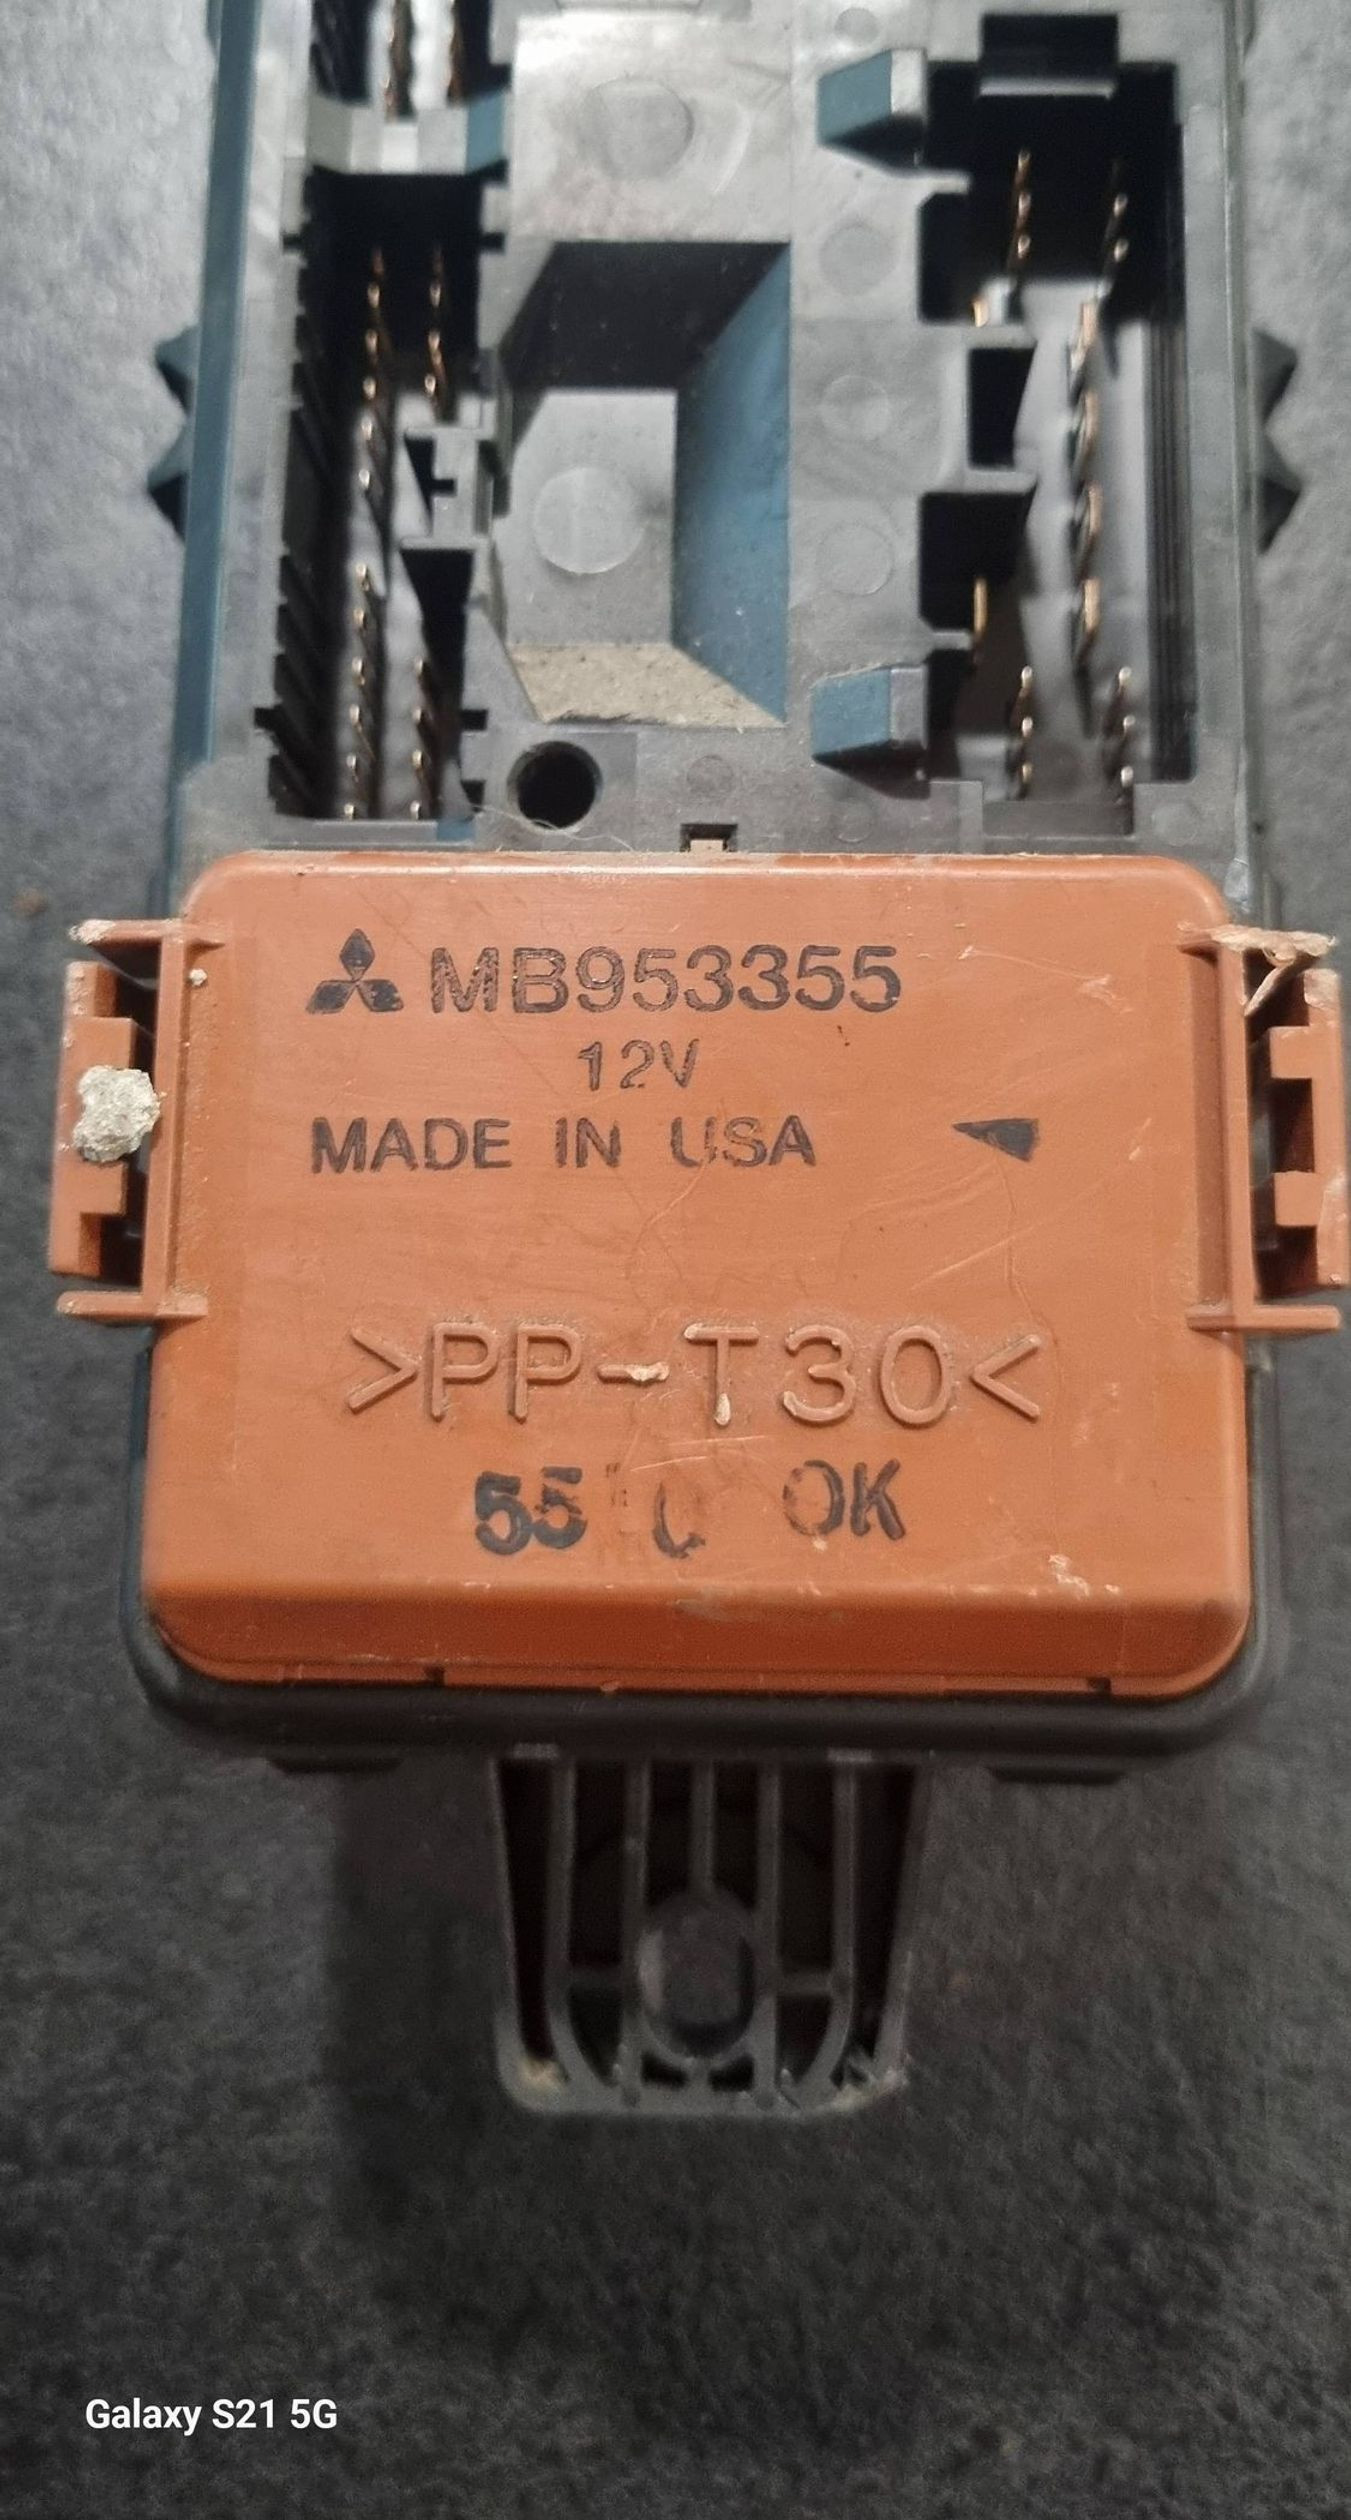 MB953355
12V
MADE IN USA
>PP-T30<
OK
Galaxy S21 5G